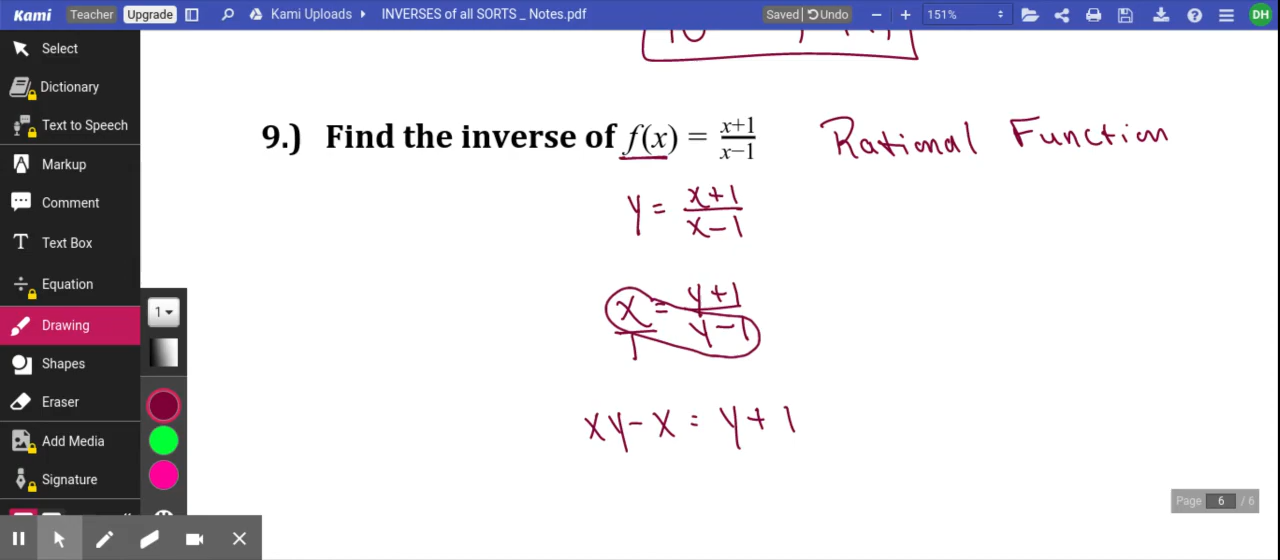 Kami Teacher Upgrade Kami Uploads > INVERSES of all SORTS _ Notes.pdf Saved Undo 151% DH
Select
Dictionary
Text to Speech
Markup
Comment
Text Box
Equation
Drawing
Shapes
Eraser
Add Media
Signature
1
9.) Find the inverse of f(x) = x+1/x−1 Rational Function
y = x+1/x−1
x/1 = y+1/y−1
xy − x = y + 1
Page 6 / 6